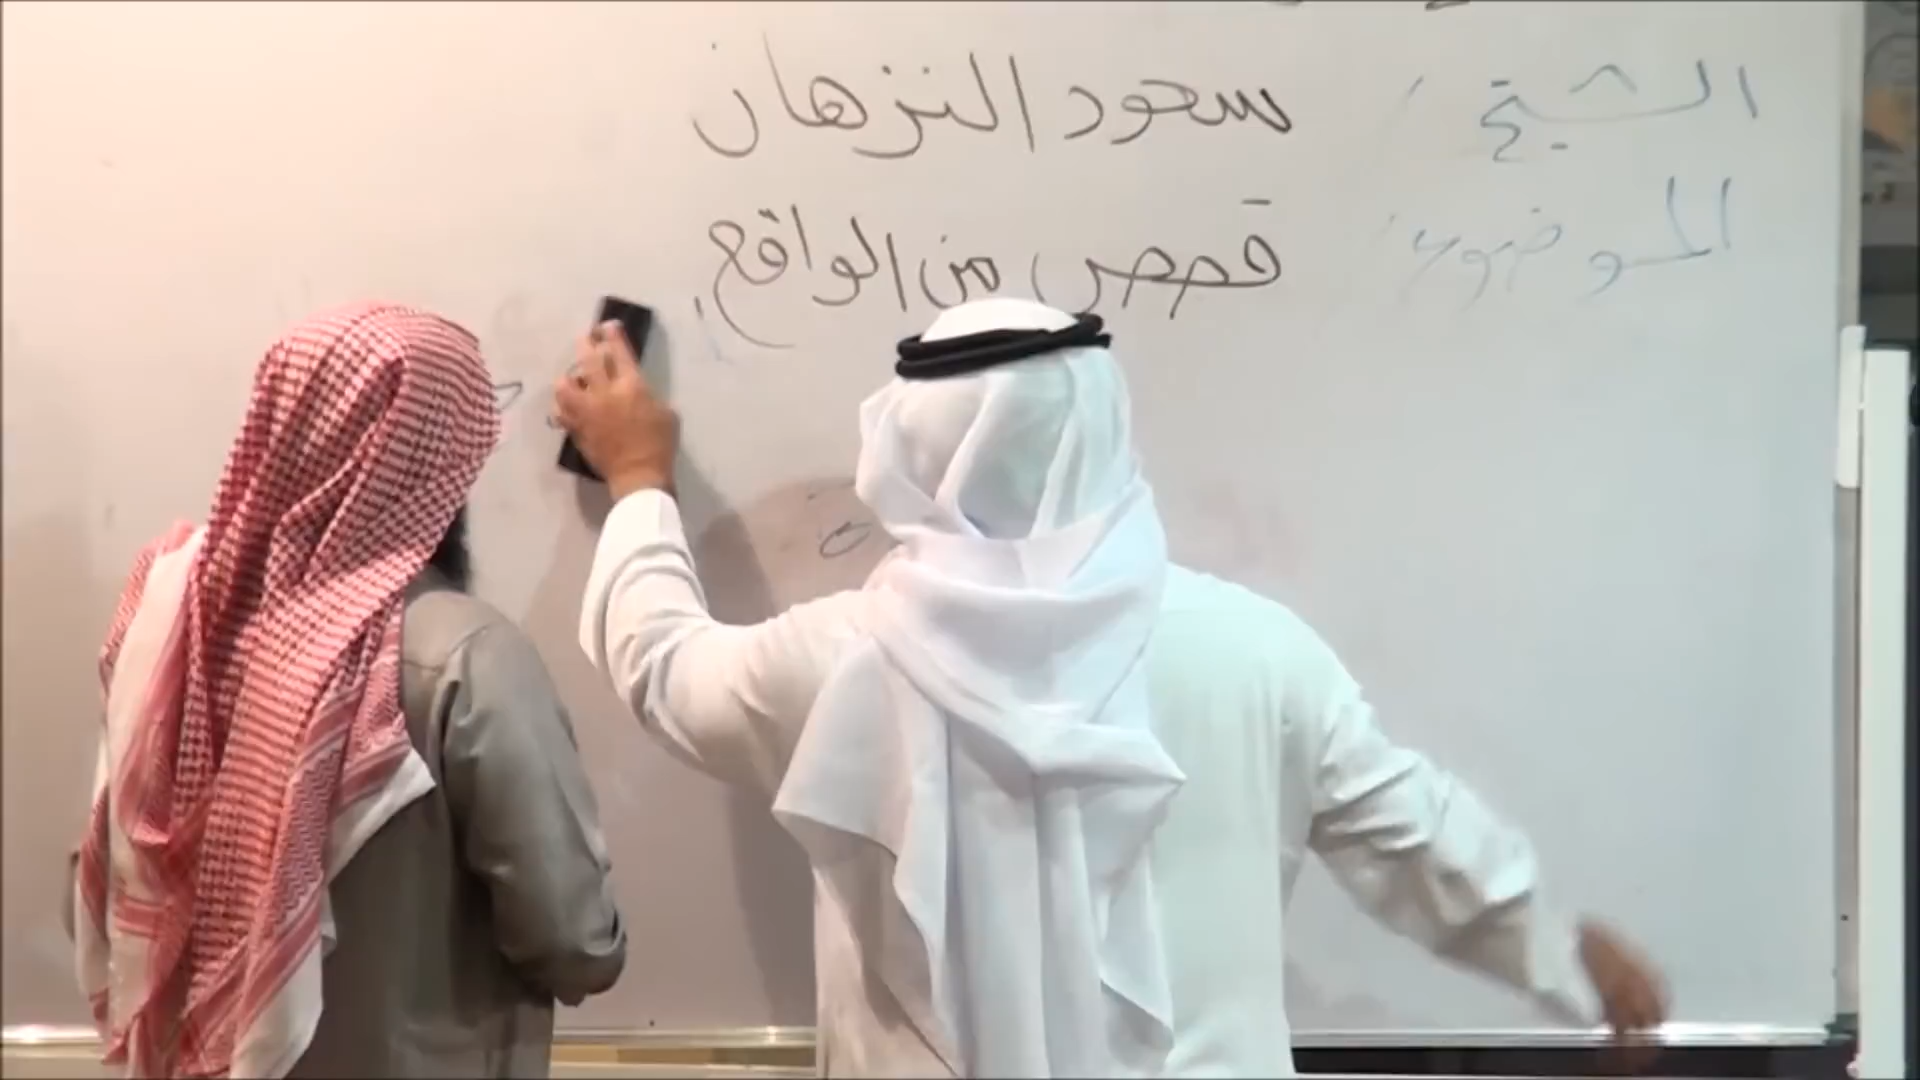 الشيخ / سعود النزهان
الموضوع / قصص من الواقع